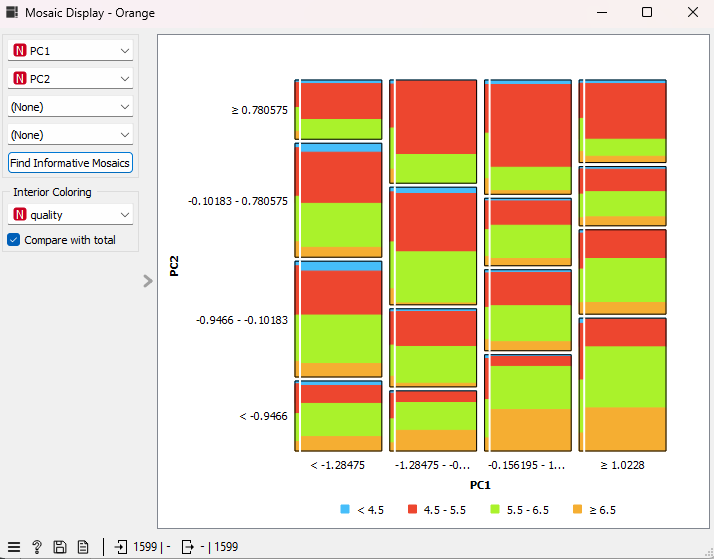 Mosaic Display - Orange
N PC1
N PC2
(None)
(None)
Find Informative Mosaics
Interior Coloring
N quality
Compare with total
PC2
≥ 0.780575
-0.10183 - 0.780575
-0.9466 - -0.10183
< -0.9466
< -1.28475
-1.28475 - -0...
-0.156195 - 1...
≥ 1.0228
PC1
< 4.5
4.5 - 5.5
5.5 - 6.5
≥ 6.5
? 1599 | - - | 1599